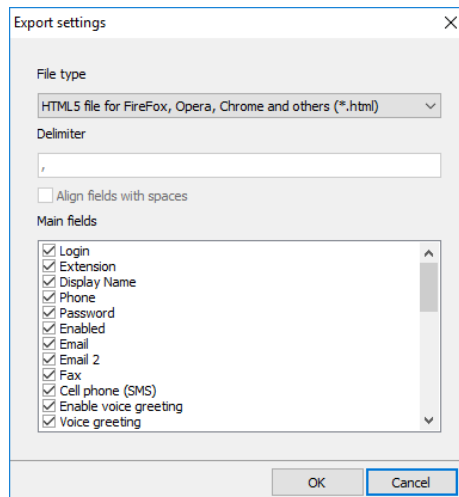 Export settings
File type
HTML5 file for FireFox, Opera, Chrome and others (*.html)
Delimiter
,
Align fields with spaces
Main fields
Login
Extension
Display Name
Phone
Password
Enabled
Email
Email 2
Fax
Cell phone (SMS)
Enable voice greeting
Voice greeting
OK Cancel